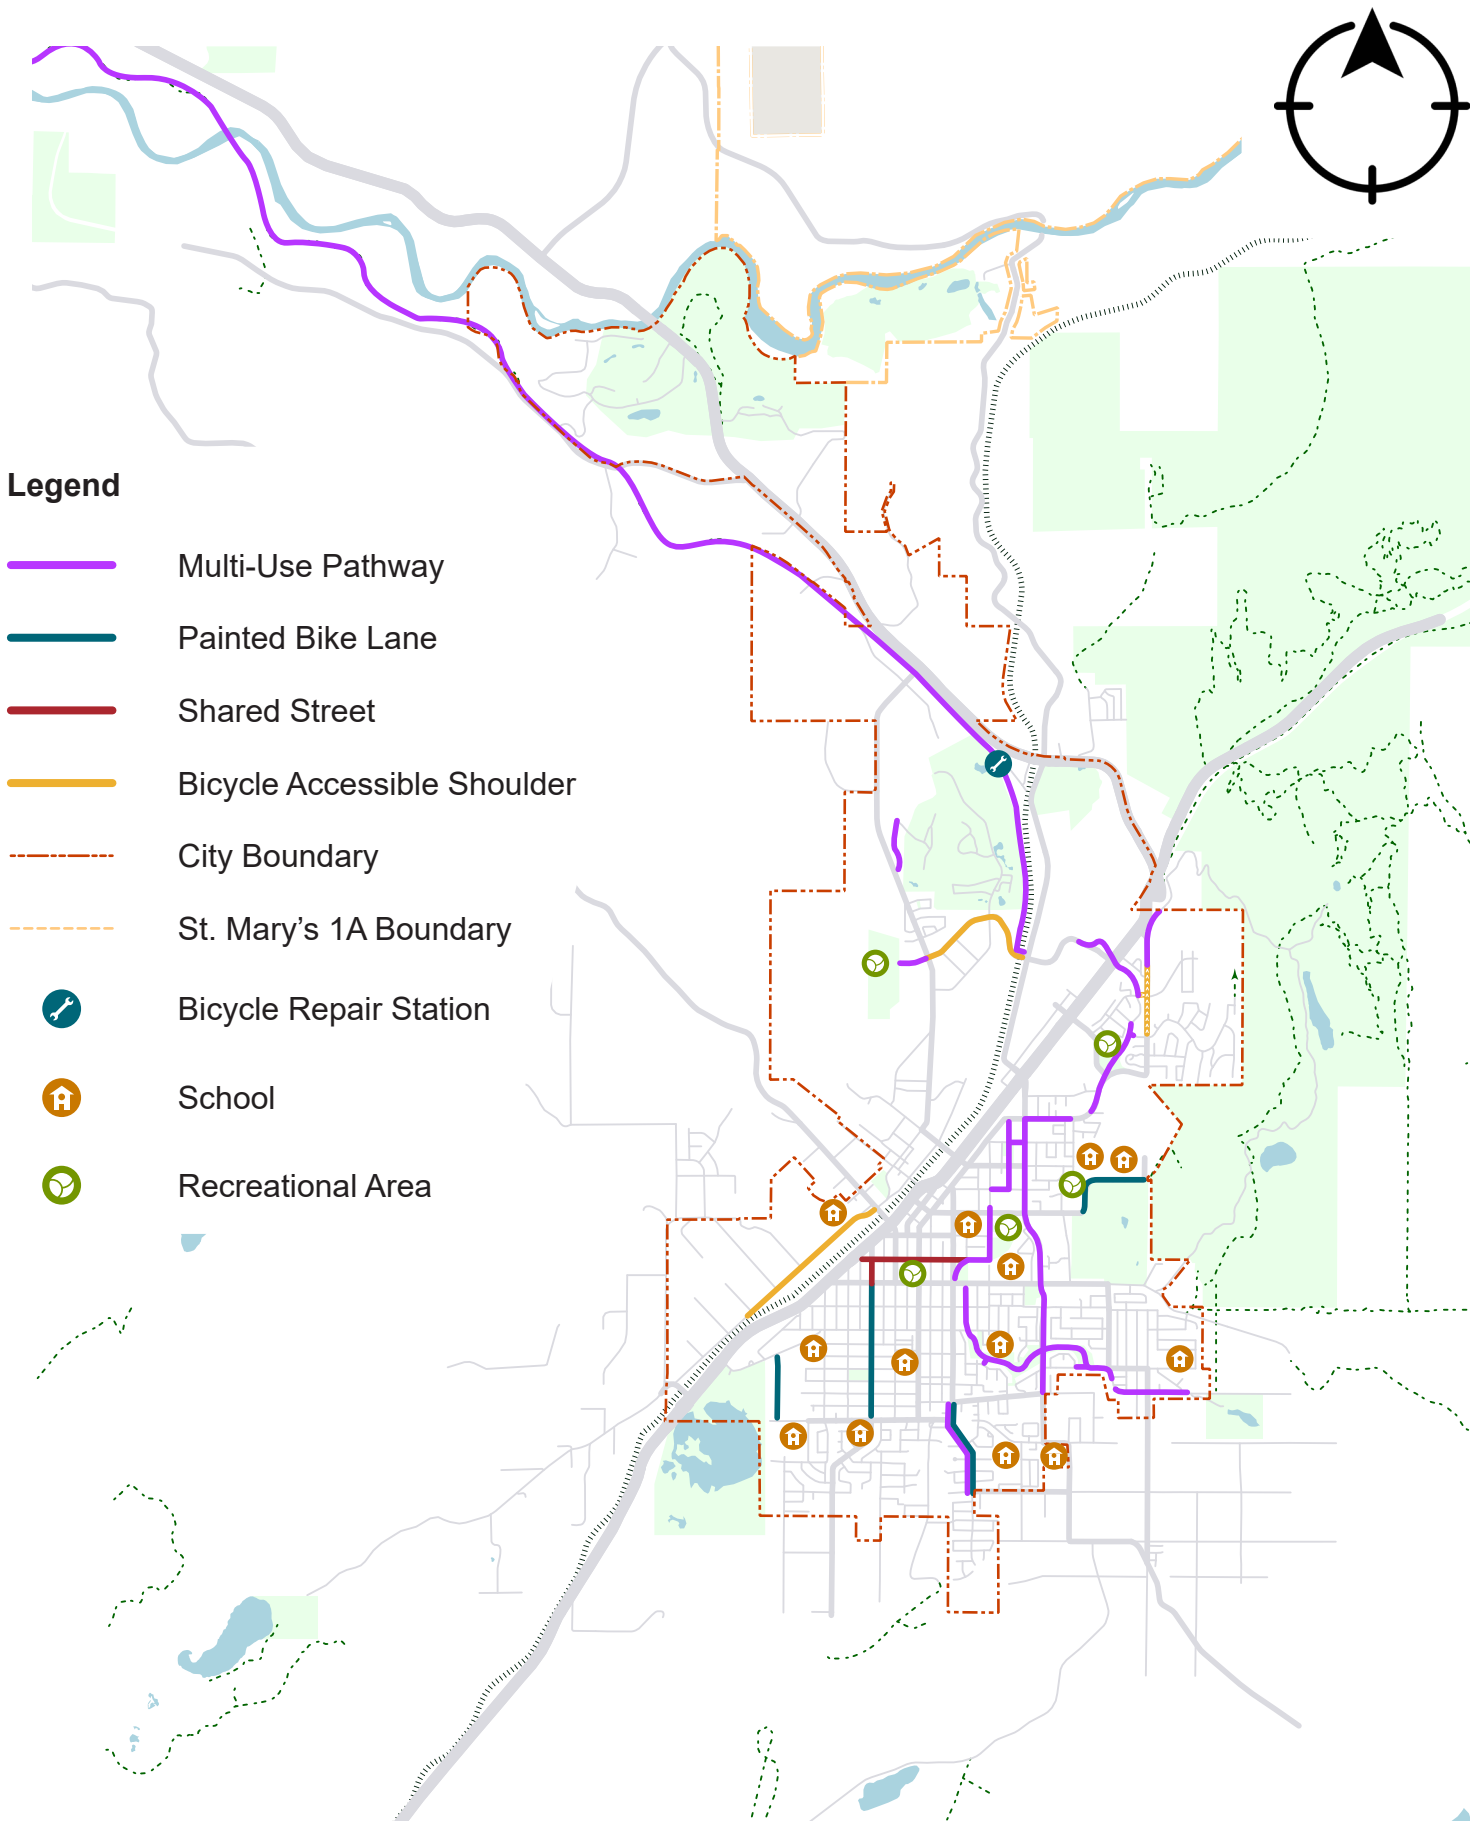 Legend
Multi-Use Pathway
Painted Bike Lane
Shared Street
Bicycle Accessible Shoulder
City Boundary
St. Mary’s 1A Boundary
Bicycle Repair Station
School
Recreational Area